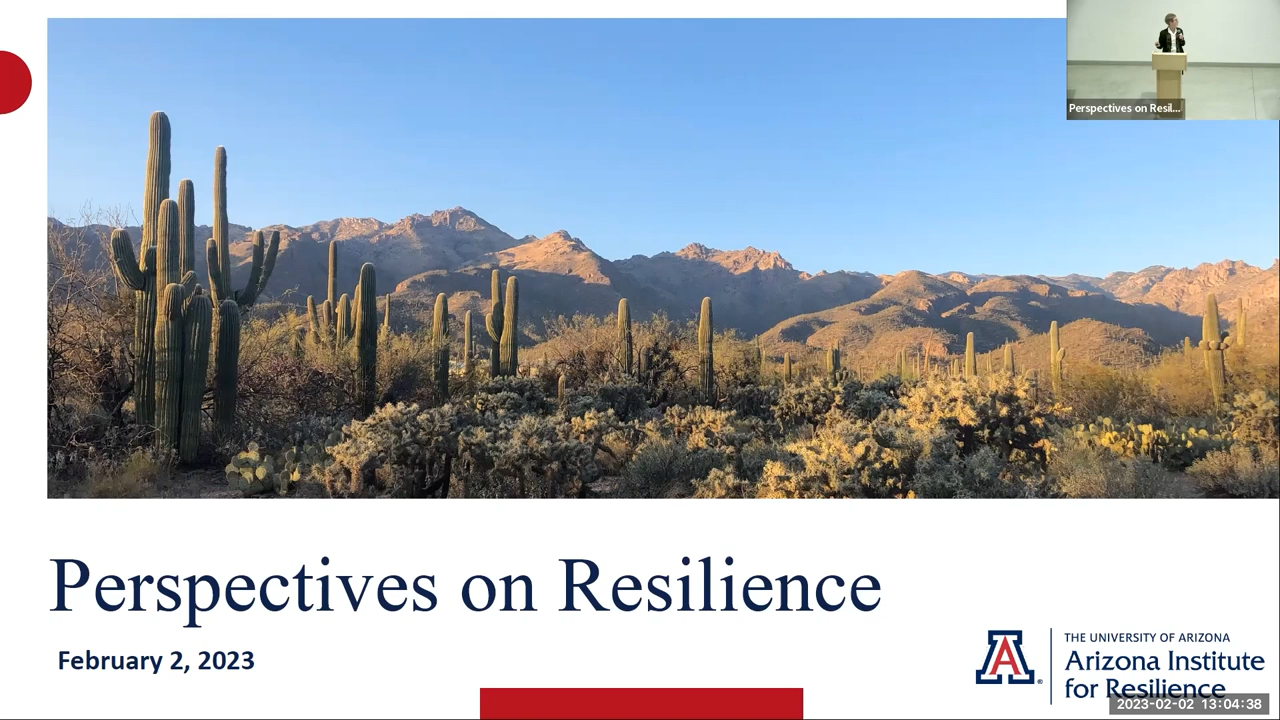 Perspectives on Resil...
Perspectives on Resilience
February 2, 2023
A
THE UNIVERSITY OF ARIZONA
Arizona Institute
for Resilience
2023-02-02 13:04:38